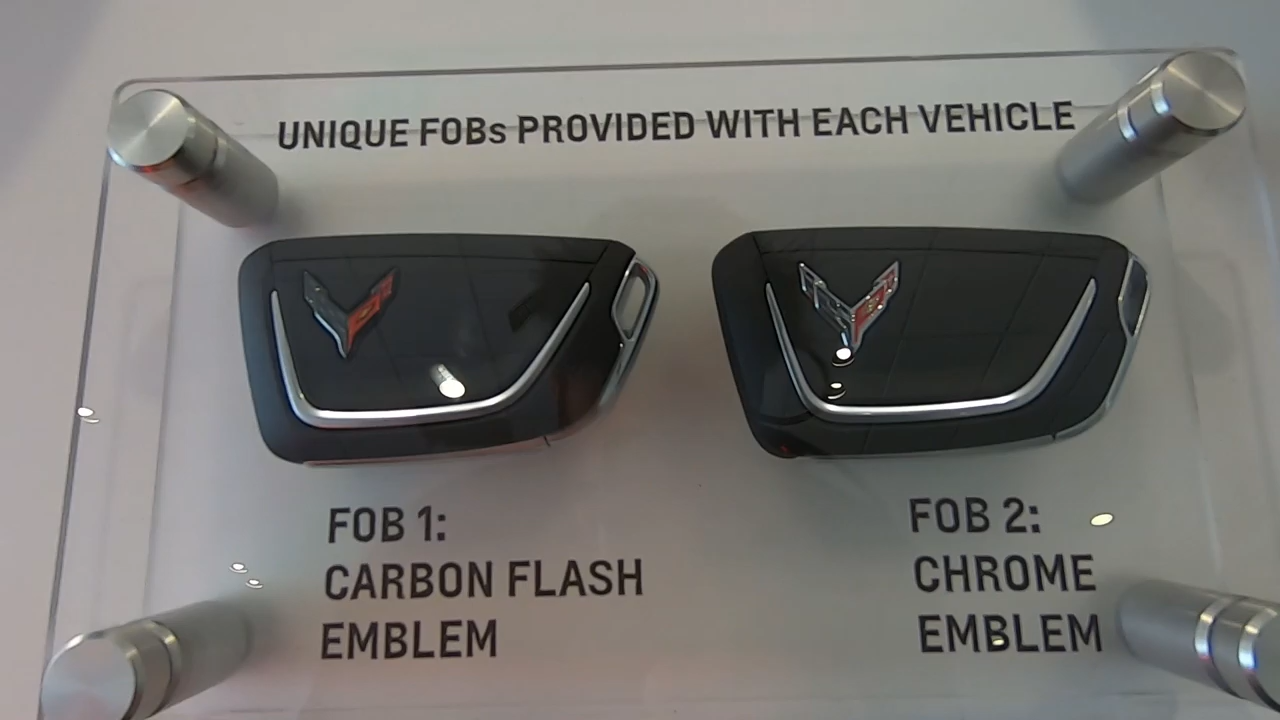 UNIQUE FOBs PROVIDED WITH EACH VEHICLE
FOB 1:
CARBON FLASH
EMBLEM
FOB 2:
CHROME
EMBLEM